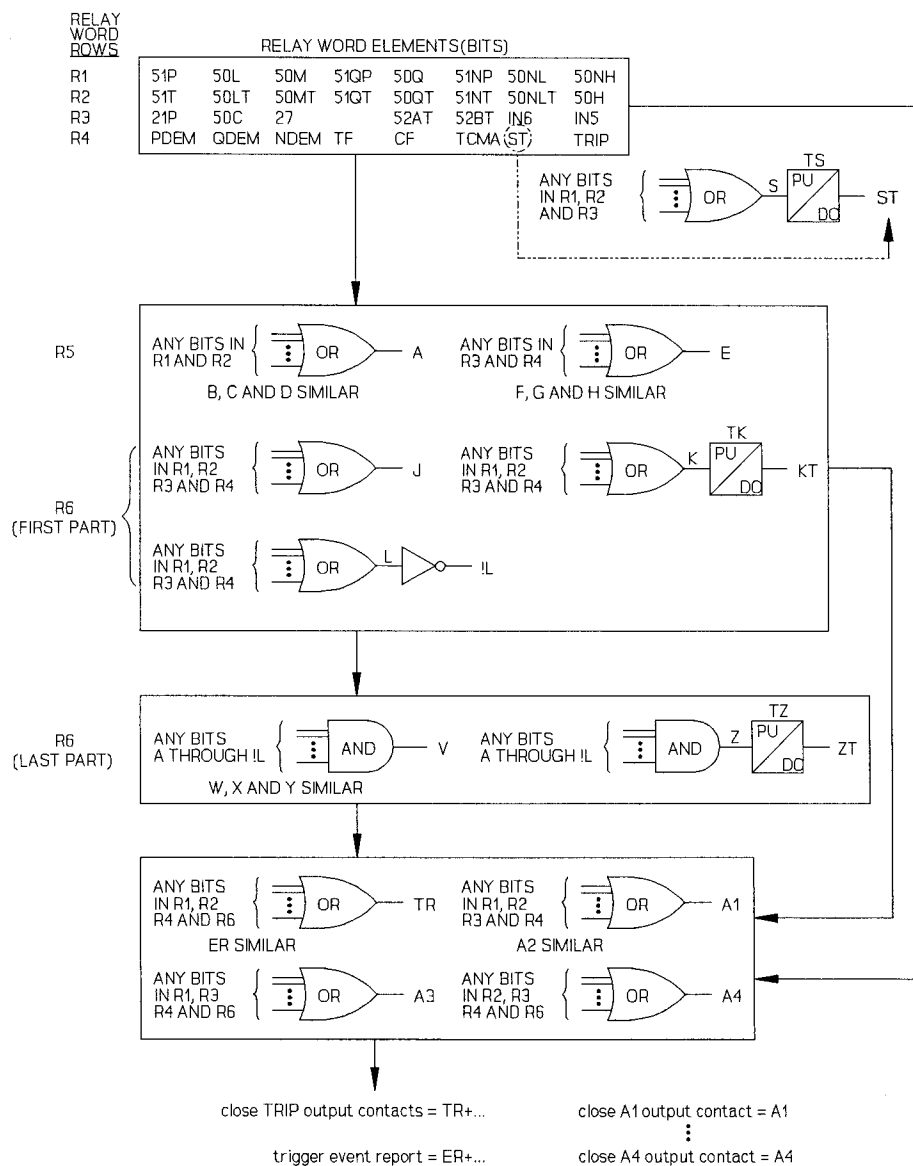 RELAY
WORD
ROWS
RELAY WORD ELEMENTS(BITS)
R1 51P 50L 50M 51QP 50Q 51NP 50NL 50NH
R2 51T 50LT 50MT 51QT 50QT 51NT 50NLT 50H
R3 21P 50C 27 52AT 52BT IN6 IN5
R4 PDEM QDEM NDEM TF CF TCMA ST TRIP
ANY BITS
IN R1, R2
AND R3
OR S TS PU DO ST
R5
ANY BITS IN
R1 AND R2
OR A
B, C AND D SIMILAR
ANY BITS IN
R3 AND R4
OR E
F, G AND H SIMILAR
R6
(FIRST PART)
ANY BITS
IN R1, R2
R3 AND R4
OR J
ANY BITS
IN R1, R2
R3 AND R4
OR K TK PU DO KT
ANY BITS
IN R1, R2
R3 AND R4
OR L !L
R6
(LAST PART)
ANY BITS
A THROUGH !L
AND V
W, X AND Y SIMILAR
ANY BITS
A THROUGH !L
AND Z TZ PU DO ZT
ANY BITS
IN R1, R2
R4 AND R6
OR TR
ER SIMILAR
ANY BITS
IN R1, R2
R3 AND R4
OR A1
A2 SIMILAR
ANY BITS
IN R1, R3
R4 AND R6
OR A3
ANY BITS
IN R2, R3
R4 AND R6
OR A4
close TRIP output contacts = TR+...
close A1 output contact = A1
trigger event report = ER+...
close A4 output contact = A4